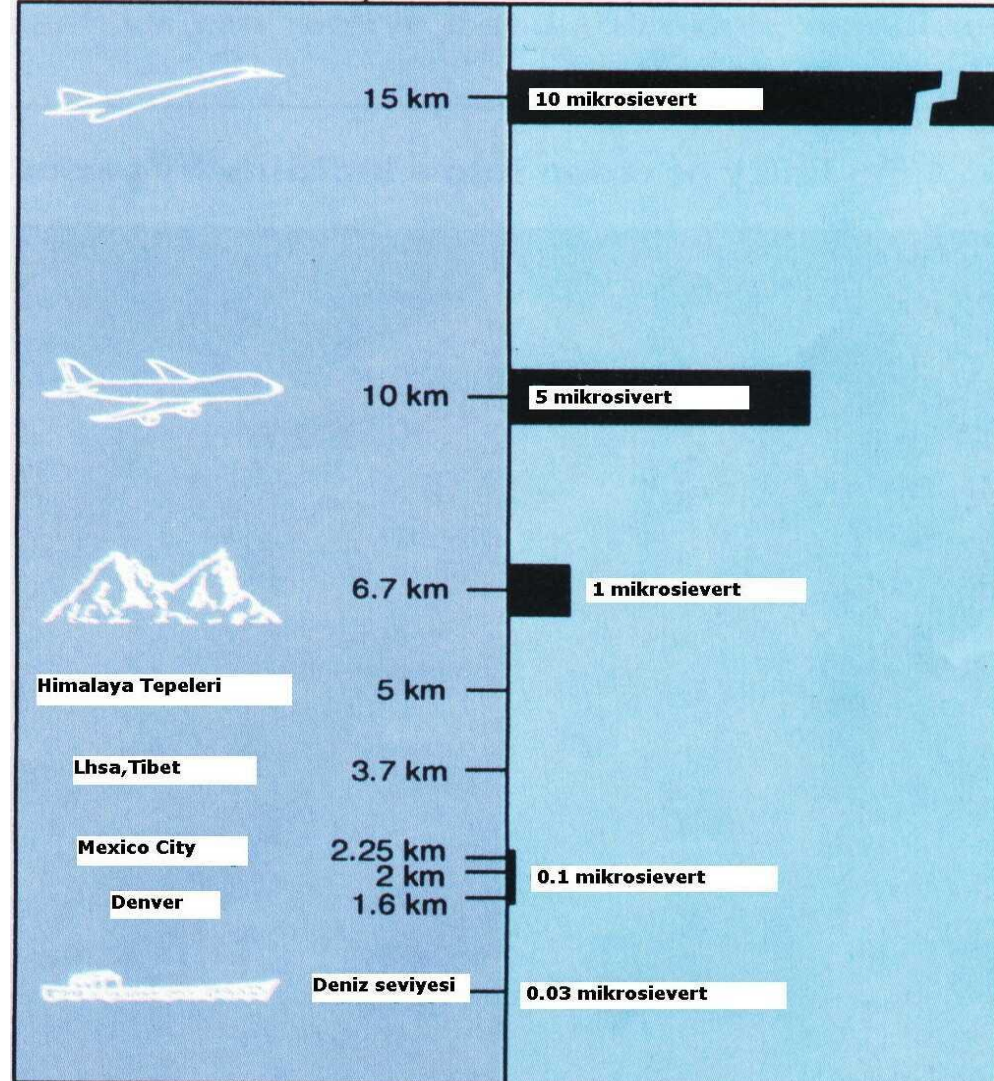 15 km
10 mikrosievert
10 km
5 mikrosivert
6.7 km
1 mikrosievert
Himalaya Tepeleri
5 km
Lhsa,Tibet
3.7 km
Mexico City
2.25 km
2 km
0.1 mikrosievert
Denver
1.6 km
Deniz seviyesi
0.03 mikrosievert